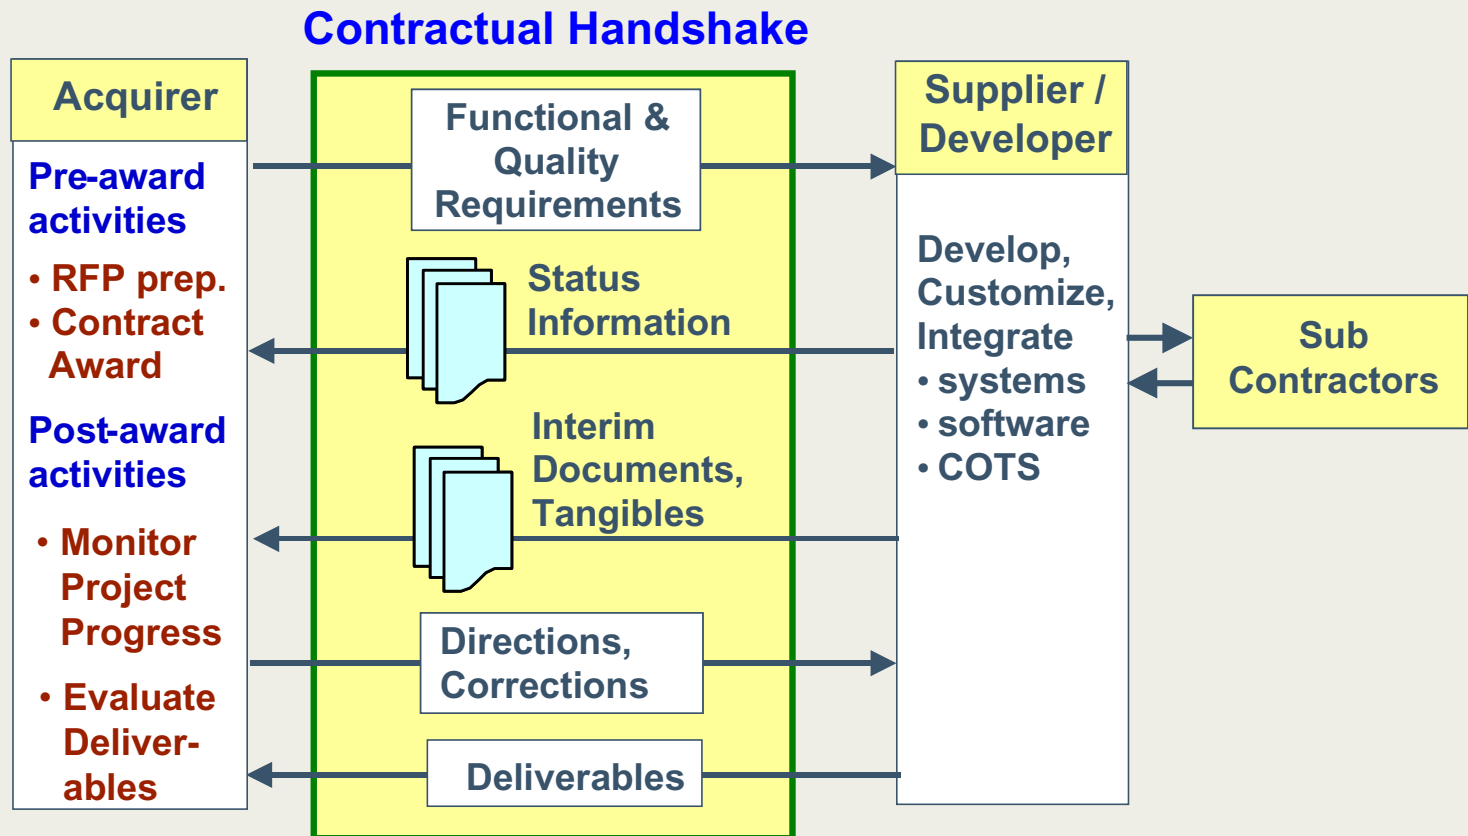 Contractual Handshake
Acquirer
Pre-award
activities
• RFP prep.
• Contract
Award
Post-award
activities
• Monitor
Project
Progress
• Evaluate
Deliver-
ables
Functional &
Quality
Requirements
Status
Information
Interim
Documents,
Tangibles
Directions,
Corrections
Deliverables
Supplier /
Developer
Develop,
Customize,
Integrate
• systems
• software
• COTS
Sub
Contractors